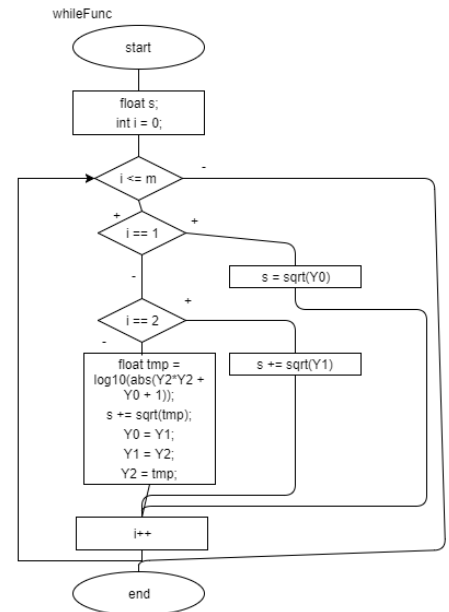 whileFunc
start
float s;
int i = 0;
-
i <= m
+
+
i == 1
s = sqrt(Y0)
-
+
i == 2
-
float tmp =
log10(abs(Y2*Y2 +
Y0 + 1));
s += sqrt(tmp);
Y0 = Y1;
Y1 = Y2;
Y2 = tmp;
s += sqrt(Y1)
i++
end